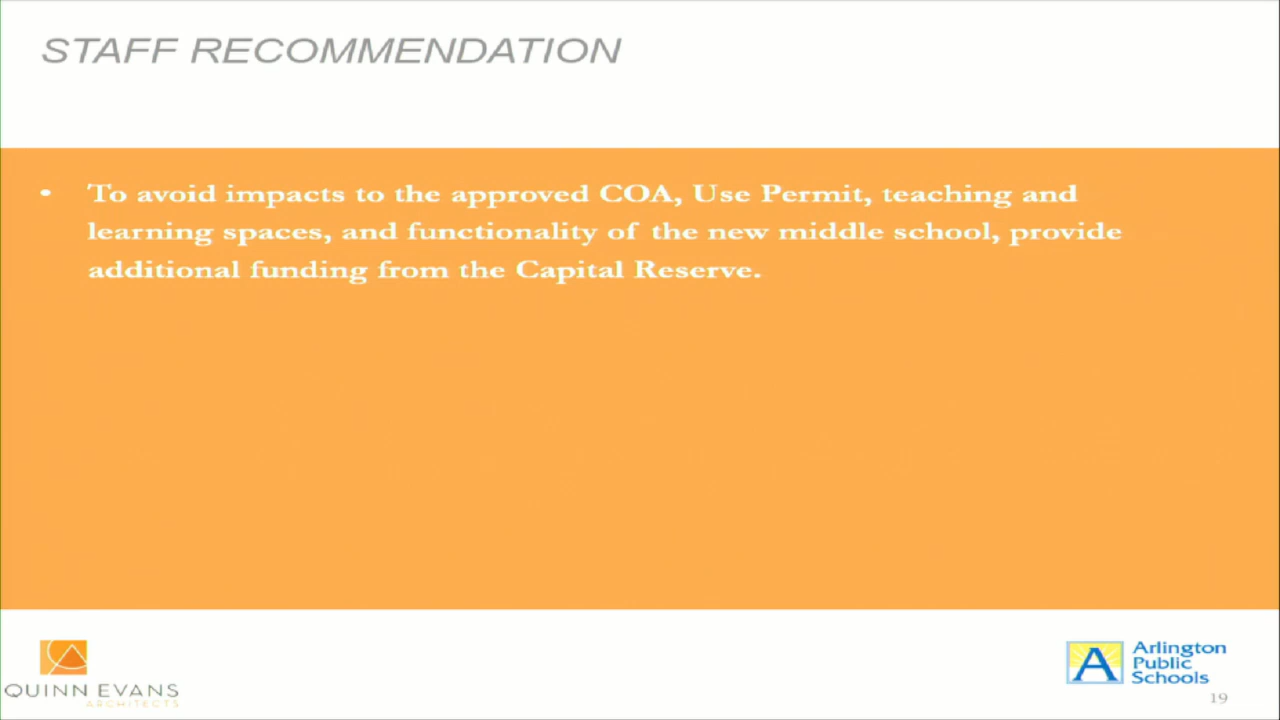 STAFF RECOMMENDATION
• To avoid impacts to the approved COA, Use Permit, teaching and
learning spaces, and functionality of the new middle school, provide
additional funding from the Capital Reserve.
QUINN EVANS
ARCHITECTS
A Arlington
Public
Schools
19